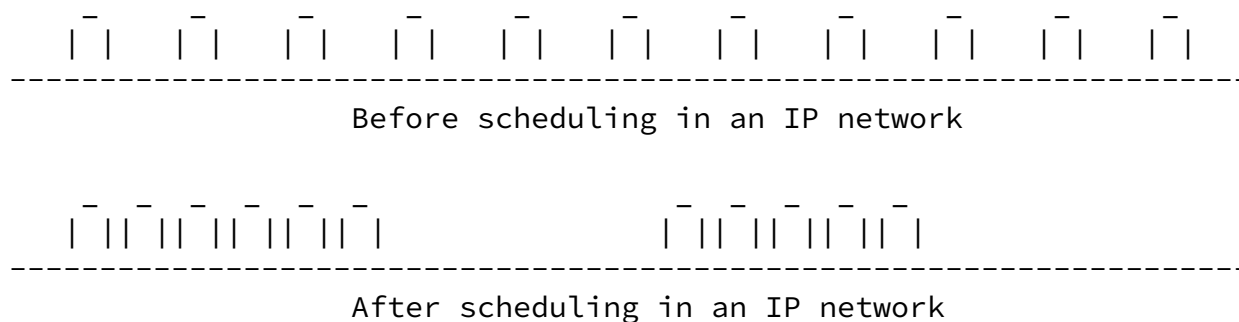 Before scheduling in an IP network
After scheduling in an IP network